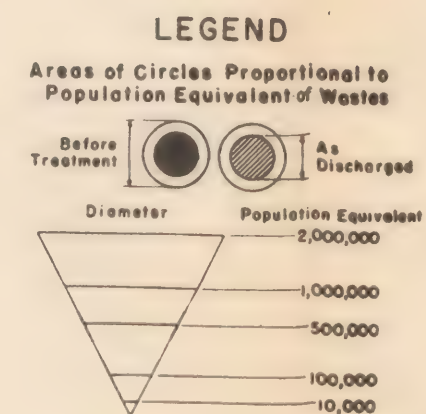 LEGEND
Areas of Circles Proportional to
Population Equivalent of Wastes
Before
Treatment
As
Discharged
Diameter
Population Equivalent
2,000,000
1,000,000
500,000
100,000
10,000